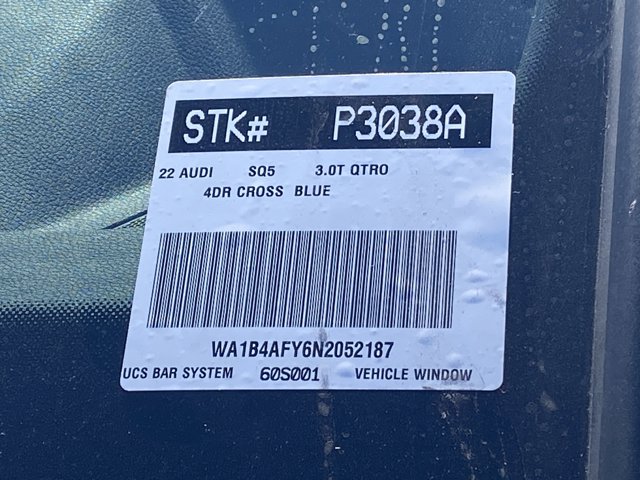 STK# P3038A
22 AUDI SQ5 3.0T QTRO
4DR CROSS BLUE
WA1B4AFY6N2052187
UCS BAR SYSTEM 60S001 VEHICLE WINDOW